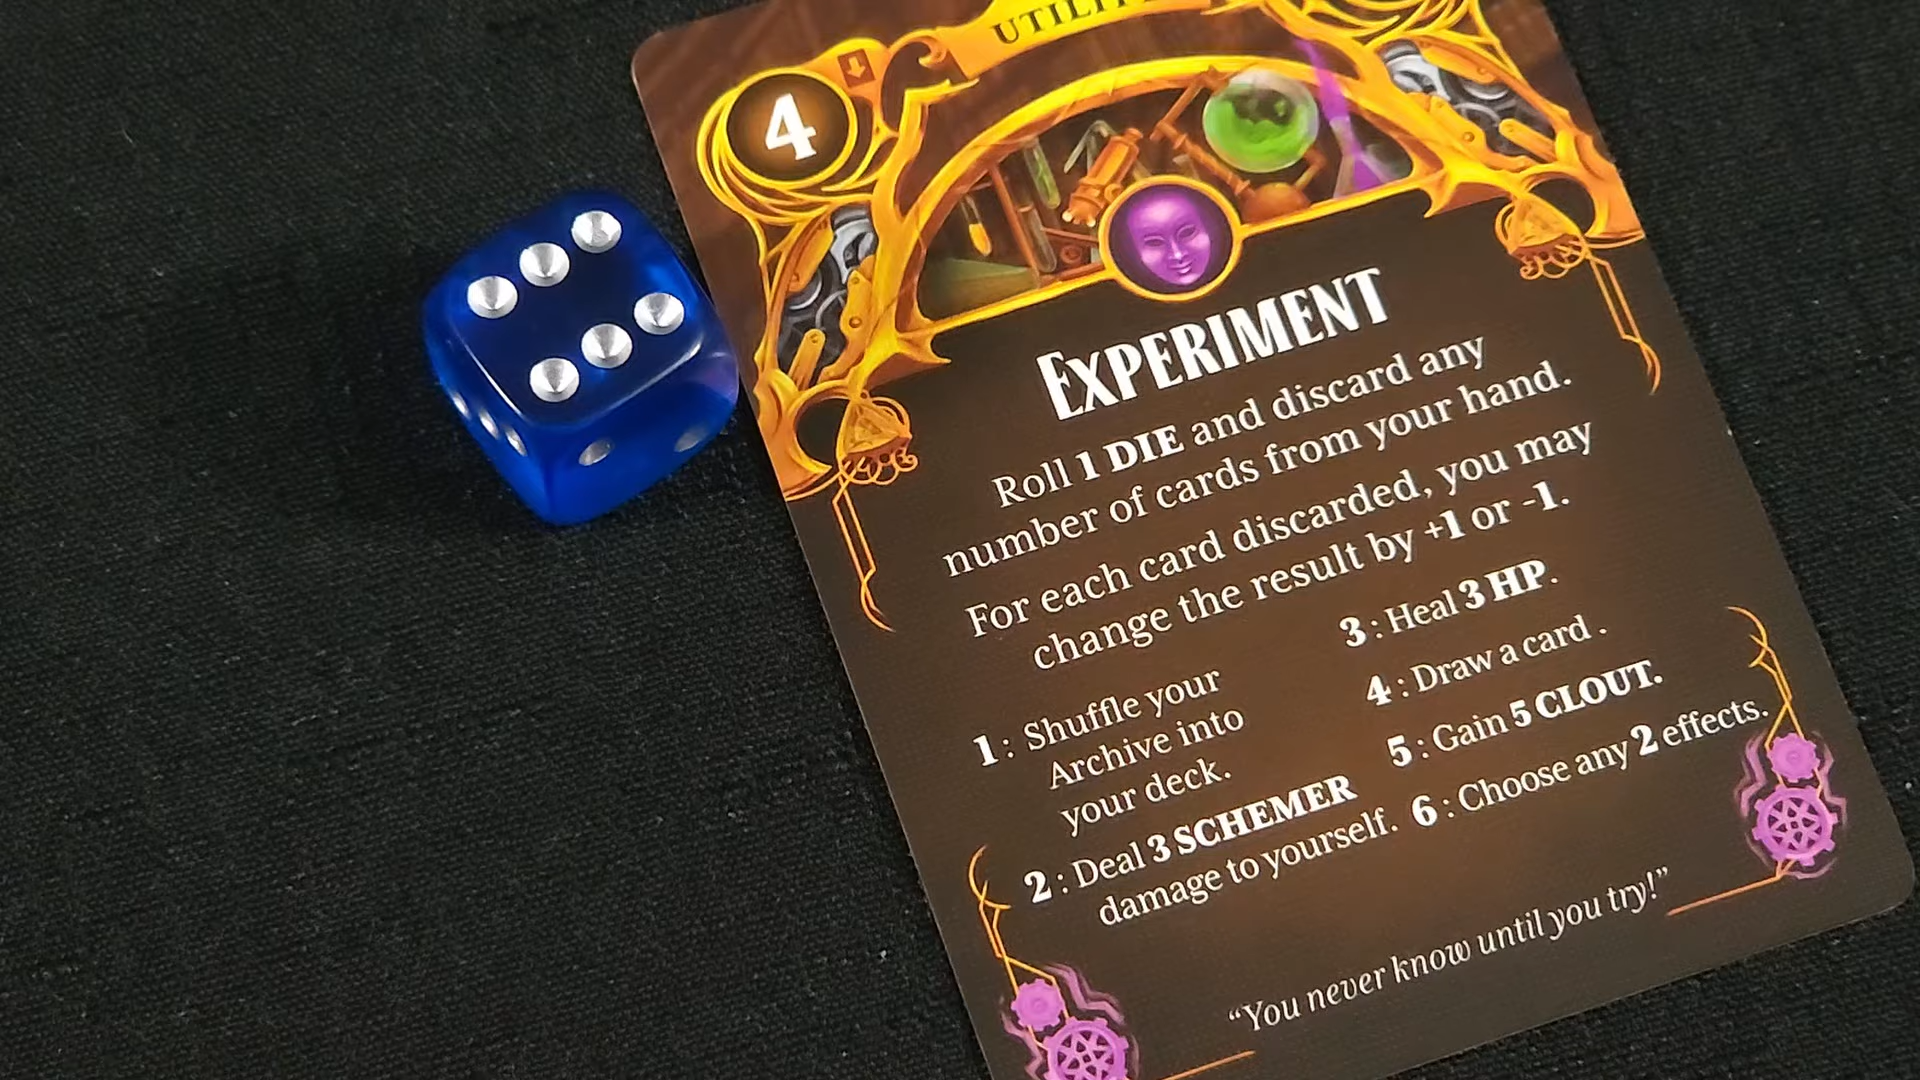 4
EXPERIMENT
Roll 1 DIE and discard any
number of cards from your hand.
For each card discarded, you may
change the result by +1 or -1.
1 : Shuffle your
Archive into
your deck.
2 : Deal 3 SCHEMER
damage to yourself.
3 : Heal 3 HP.
4 : Draw a card .
5 : Gain 5 CLOUT.
6 : Choose any 2 effects.
“You never know until you try!”